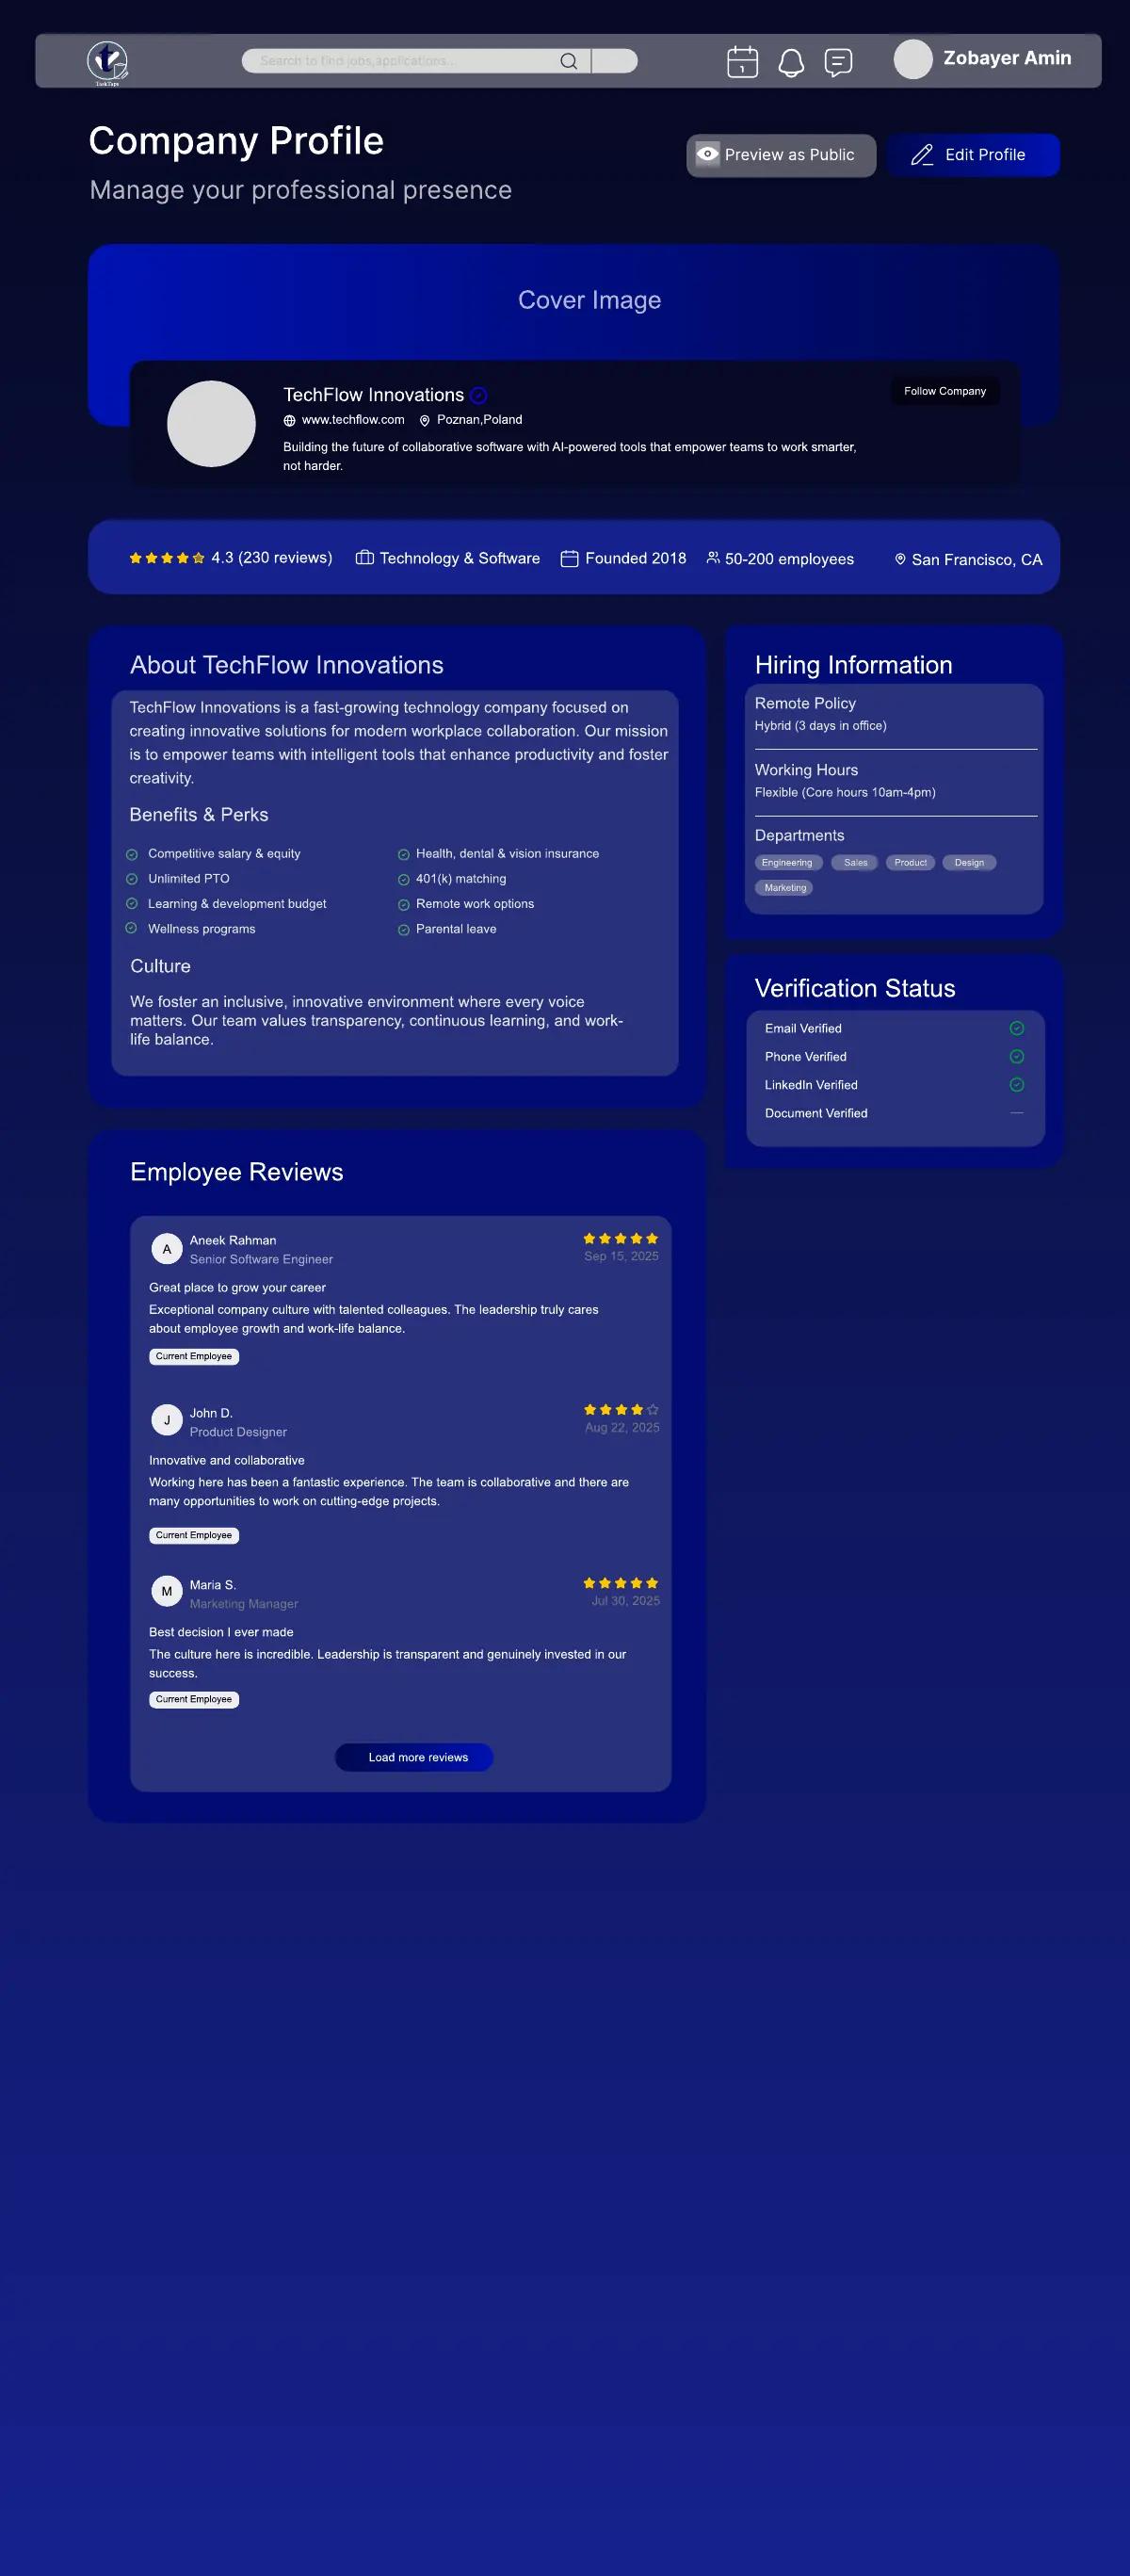 TaskTape
Search to find jobs,applications...
1
Zobayer Amin
Company Profile
Manage your professional presence
Preview as Public
Edit Profile
Cover Image
TechFlow Innovations
Follow Company
www.techflow.com
Poznan,Poland
Building the future of collaborative software with AI-powered tools that empower teams to work smarter,
not harder.
4.3 (230 reviews)
Technology & Software
Founded 2018
50-200 employees
San Francisco, CA
About TechFlow Innovations
TechFlow Innovations is a fast-growing technology company focused on
creating innovative solutions for modern workplace collaboration. Our mission
is to empower teams with intelligent tools that enhance productivity and foster
creativity.
Benefits & Perks
Competitive salary & equity
Health, dental & vision insurance
Unlimited PTO
401(k) matching
Learning & development budget
Remote work options
Wellness programs
Parental leave
Culture
We foster an inclusive, innovative environment where every voice
matters. Our team values transparency, continuous learning, and work-
life balance.
Hiring Information
Remote Policy
Hybrid (3 days in office)
Working Hours
Flexible (Core hours 10am-4pm)
Departments
Engineering
Sales
Product
Design
Marketing
Verification Status
Email Verified
Phone Verified
LinkedIn Verified
Document Verified
Employee Reviews
A
Aneek Rahman
Senior Software Engineer
Sep 15, 2025
Great place to grow your career
Exceptional company culture with talented colleagues. The leadership truly cares
about employee growth and work-life balance.
Current Employee
J
John D.
Product Designer
Aug 22, 2025
Innovative and collaborative
Working here has been a fantastic experience. The team is collaborative and there are
many opportunities to work on cutting-edge projects.
Current Employee
M
Maria S.
Marketing Manager
Jul 30, 2025
Best decision I ever made
The culture here is incredible. Leadership is transparent and genuinely invested in our
success.
Current Employee
Load more reviews